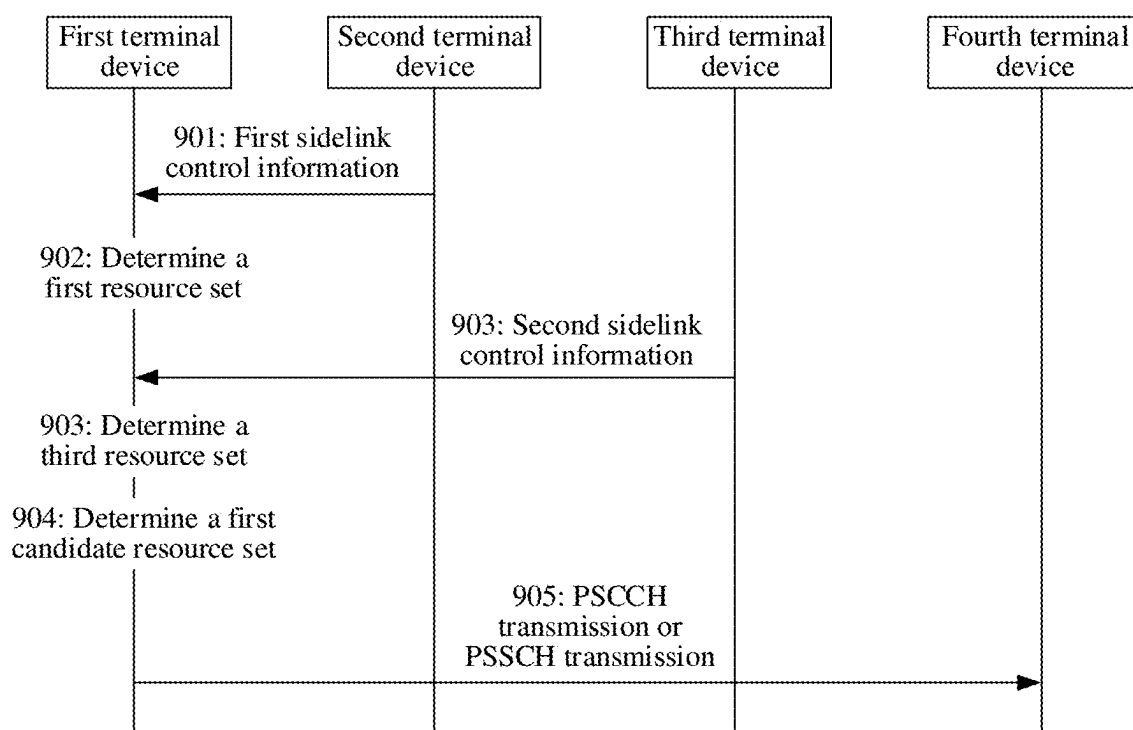 First terminal
device
Second terminal
device
Third terminal
device
Fourth terminal
device
901: First sidelink
control information
902: Determine a
first resource set
903: Second sidelink
control information
903: Determine a
third resource set
904: Determine a first
candidate resource set
905: PSCCH
transmission or
PSSCH transmission